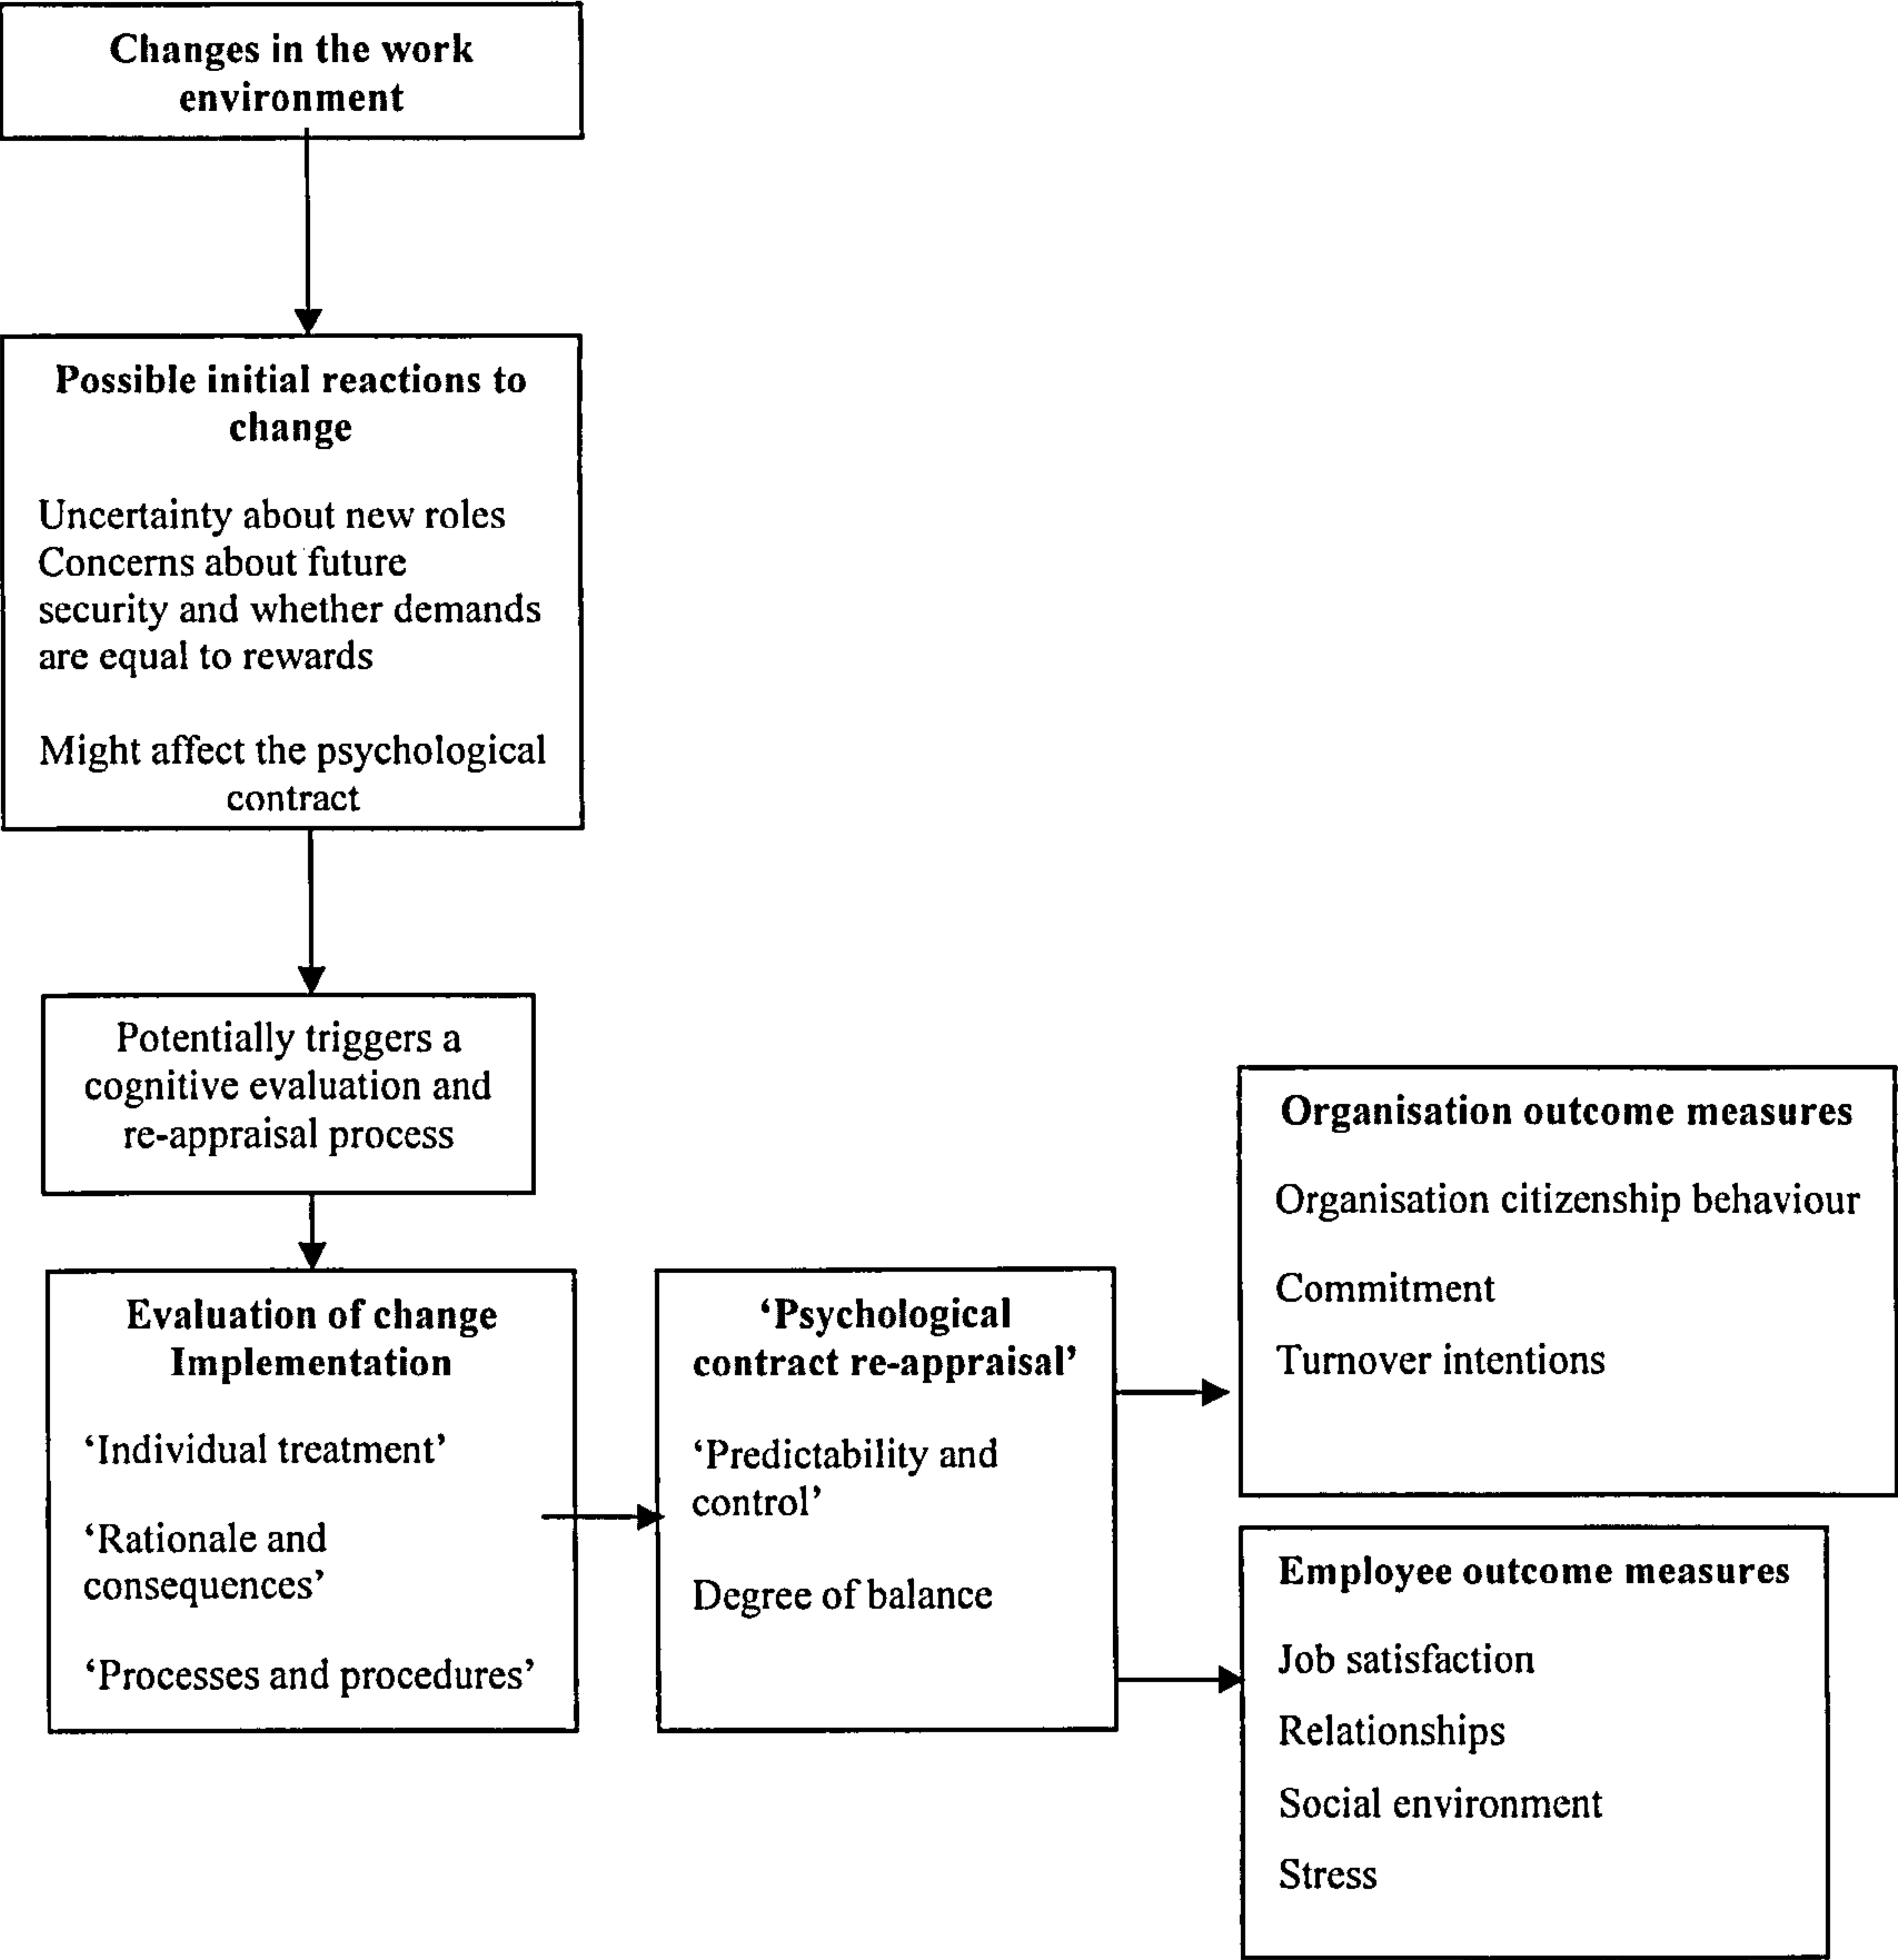 Changes in the work
environment
Possible initial reactions to
change
Uncertainty about new roles
Concerns about future
security and whether demands
are equal to rewards
Might affect the psychological
contract
Potentially triggers a
cognitive evaluation and
re-appraisal process
Evaluation of change
Implementation
‘Individual treatment’
‘Rationale and
consequences’
‘Processes and procedures’
‘Psychological
contract re-appraisal’
‘Predictability and
control’
Degree of balance
Organisation outcome measures
Organisation citizenship behaviour
Commitment
Turnover intentions
Employee outcome measures
Job satisfaction
Relationships
Social environment
Stress